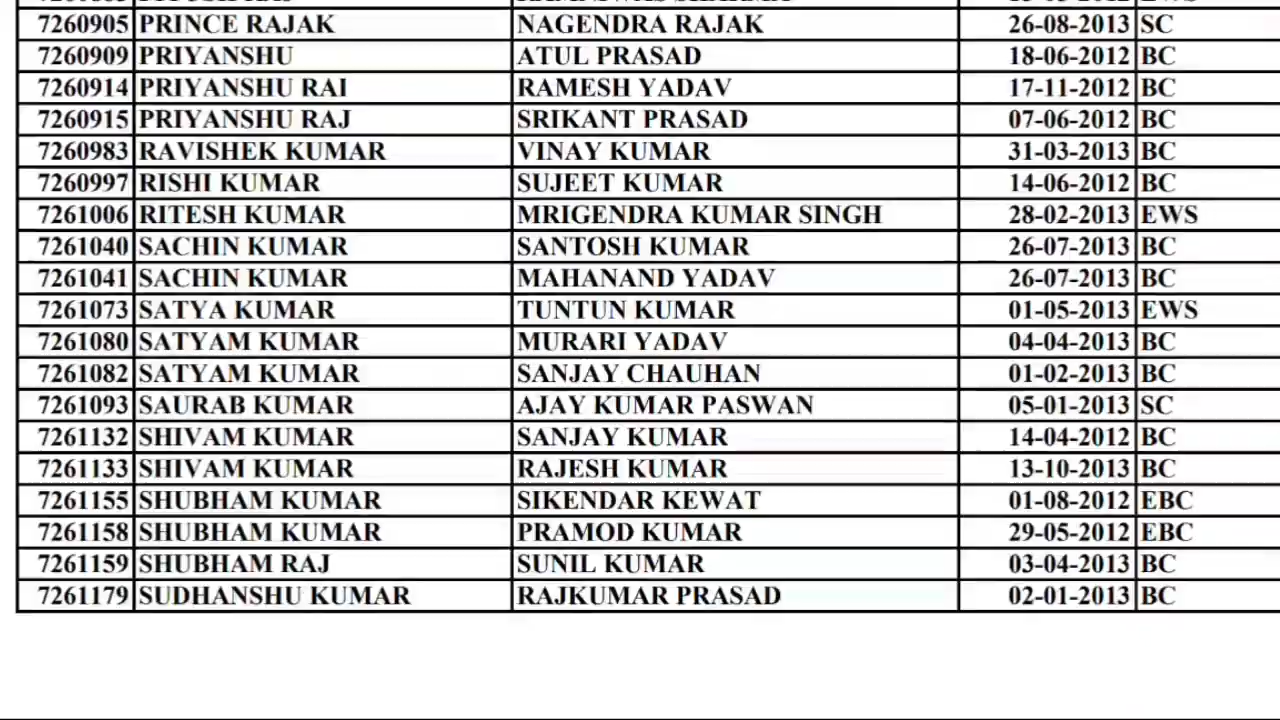 7260905 PRINCE RAJAK NAGENDRA RAJAK 26-08-2013 SC
7260909 PRIYANSHU ATUL PRASAD 18-06-2012 BC
7260914 PRIYANSHU RAI RAMESH YADAV 17-11-2012 BC
7260915 PRIYANSHU RAJ SRIKANT PRASAD 07-06-2012 BC
7260983 RAVISHEK KUMAR VINAY KUMAR 31-03-2013 BC
7260997 RISHI KUMAR SUJEET KUMAR 14-06-2012 BC
7261006 RITESH KUMAR MRIGENDRA KUMAR SINGH 28-02-2013 EWS
7261040 SACHIN KUMAR SANTOSH KUMAR 26-07-2013 BC
7261041 SACHIN KUMAR MAHANAND YADAV 26-07-2013 BC
7261073 SATYA KUMAR TUNTUN KUMAR 01-05-2013 EWS
7261080 SATYAM KUMAR MURARI YADAV 04-04-2013 BC
7261082 SATYAM KUMAR SANJAY CHAUHAN 01-02-2013 BC
7261093 SAURAB KUMAR AJAY KUMAR PASWAN 05-01-2013 SC
7261132 SHIVAM KUMAR SANJAY KUMAR 14-04-2012 BC
7261133 SHIVAM KUMAR RAJESH KUMAR 13-10-2013 BC
7261155 SHUBHAM KUMAR SIKENDAR KEWAT 01-08-2012 EBC
7261158 SHUBHAM KUMAR PRAMOD KUMAR 29-05-2012 EBC
7261159 SHUBHAM RAJ SUNIL KUMAR 03-04-2013 BC
7261179 SUDHANSHU KUMAR RAJKUMAR PRASAD 02-01-2013 BC